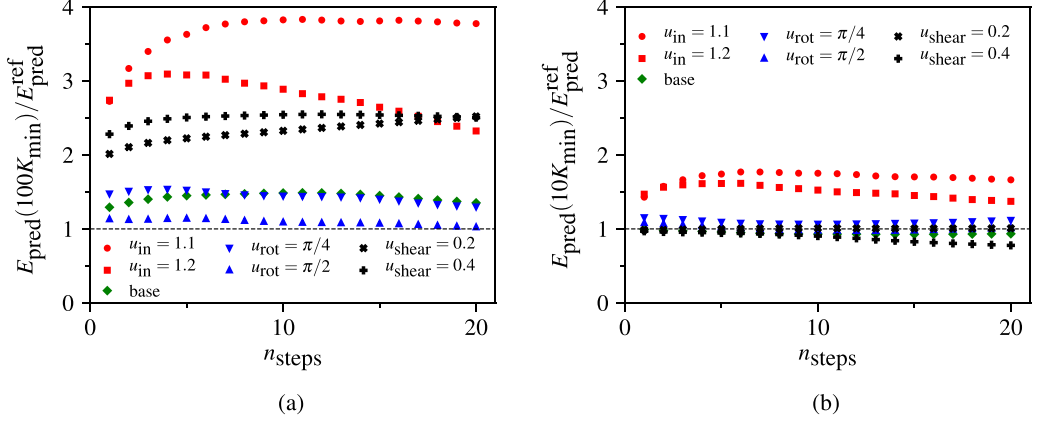 E_pred(100K_min)/E_pred^ref
4
3
2
1
0
u_in = 1.1
u_in = 1.2
base
u_rot = π/4
u_rot = π/2
u_shear = 0.2
u_shear = 0.4
0 10 20
n_steps
(a)
E_pred(10K_min)/E_pred^ref
4
3
2
1
0
u_in = 1.1
u_in = 1.2
base
u_rot = π/4
u_rot = π/2
u_shear = 0.2
u_shear = 0.4
0 10 20
n_steps
(b)